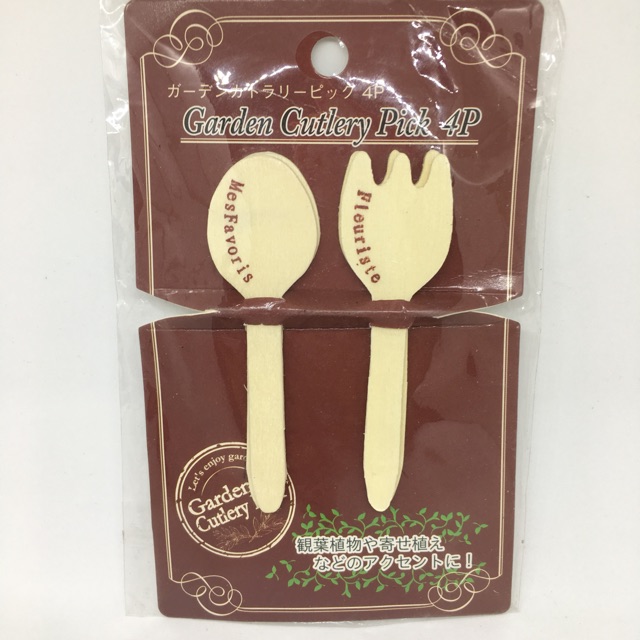 ガーデンカトラリーピック 4P
Garden Cutlery Pick 4P
MesFavoris
Fleuriste
Let's enjoy
Garden
Cutlery
観葉植物や寄せ植え
などのアクセントに！